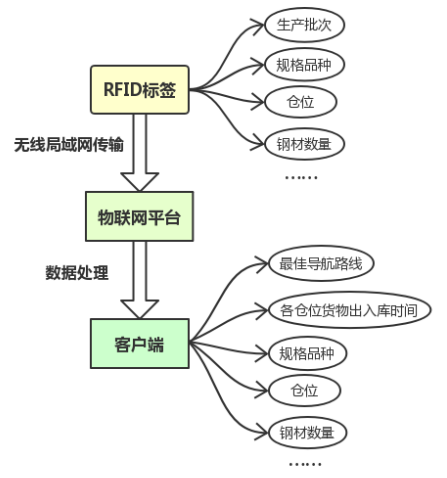 生产批次
RFID标签
规格品种
仓位
钢材数量
无线局域网传输
……
物联网平台
数据处理
最佳导航路线
各仓位货物出入库时间
客户端
规格品种
仓位
钢材数量
……